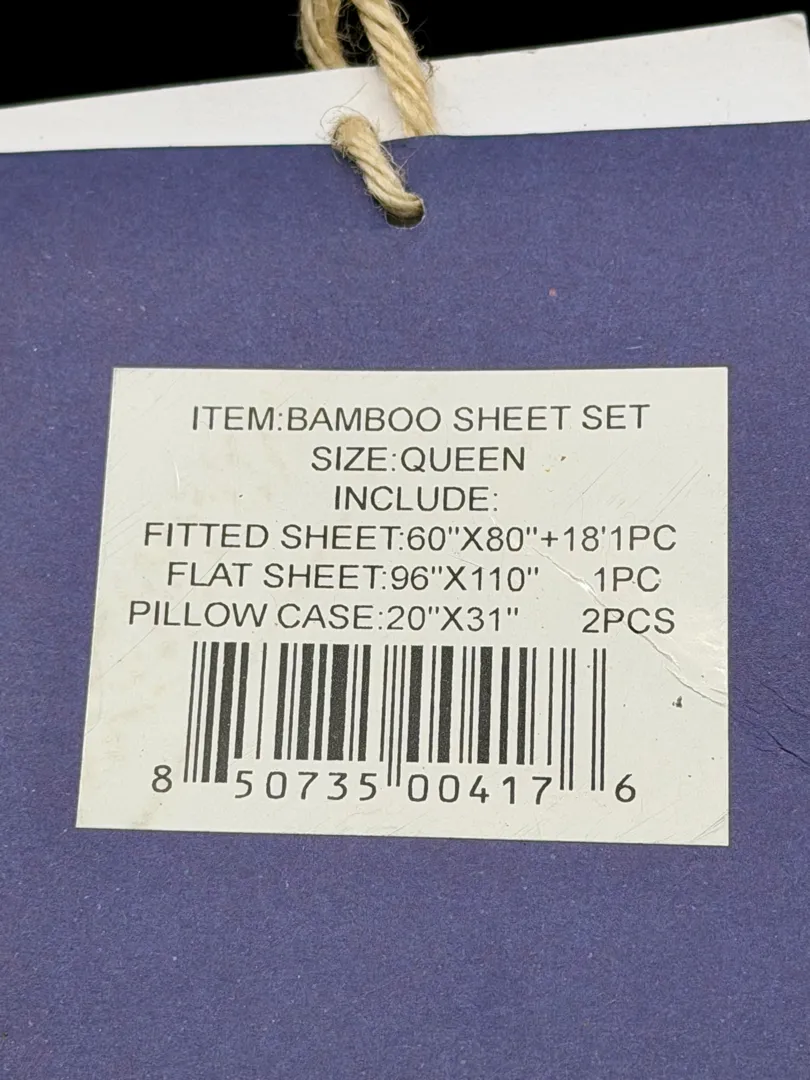 ITEM:BAMBOO SHEET SET
SIZE:QUEEN
INCLUDE:
FITTED SHEET:60"X80"+18'1PC
FLAT SHEET:96"X110" 1PC
PILLOW CASE:20"X31" 2PCS
8 50735 00417 6